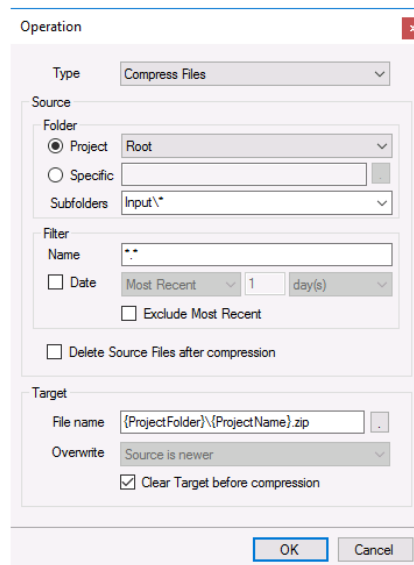 Operation
Type Compress Files
Source
Folder
Project Root
Specific .
Subfolders Input\*
Filter
Name *.*
Date Most Recent 1 day(s)
Exclude Most Recent
Delete Source Files after compression
Target
File name {ProjectFolder}\{ProjectName}.zip .
Overwrite Source is newer
Clear Target before compression
OK Cancel